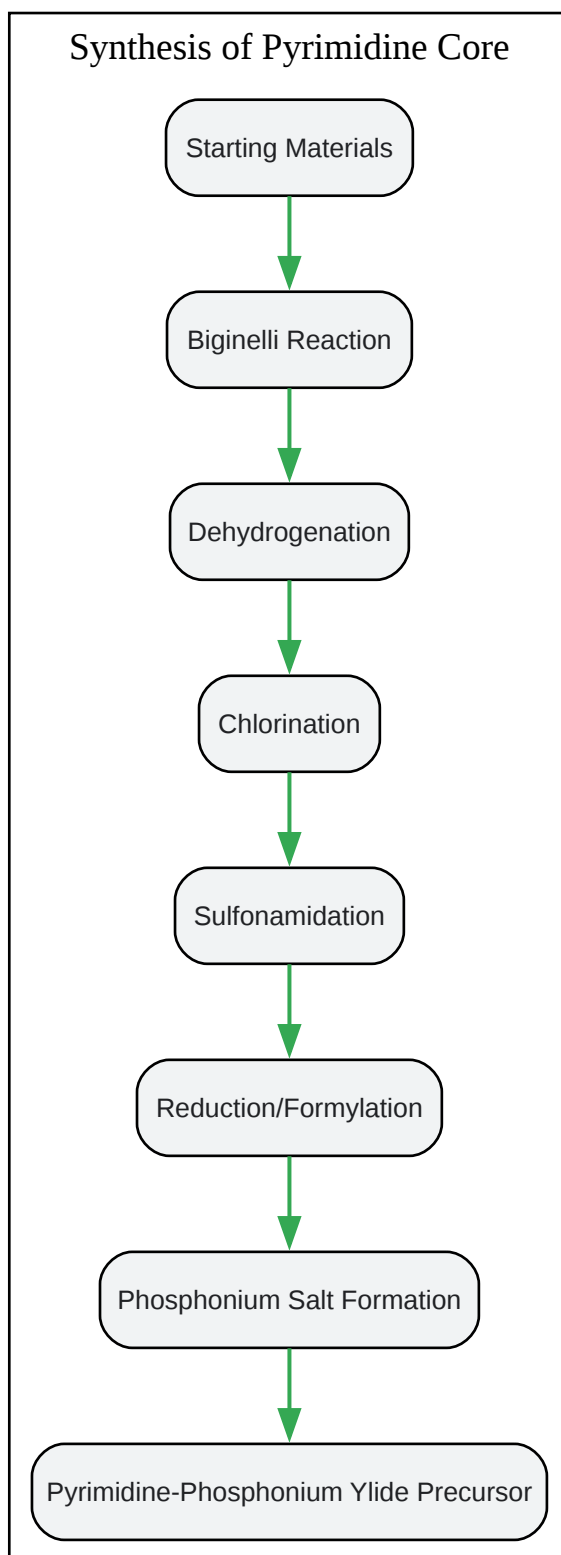 Synthesis of Pyrimidine Core
Starting Materials
Biginelli Reaction
Dehydrogenation
Chlorination
Sulfonamidation
Reduction/Formylation
Phosphonium Salt Formation
Pyrimidine-Phosphonium Ylide Precursor